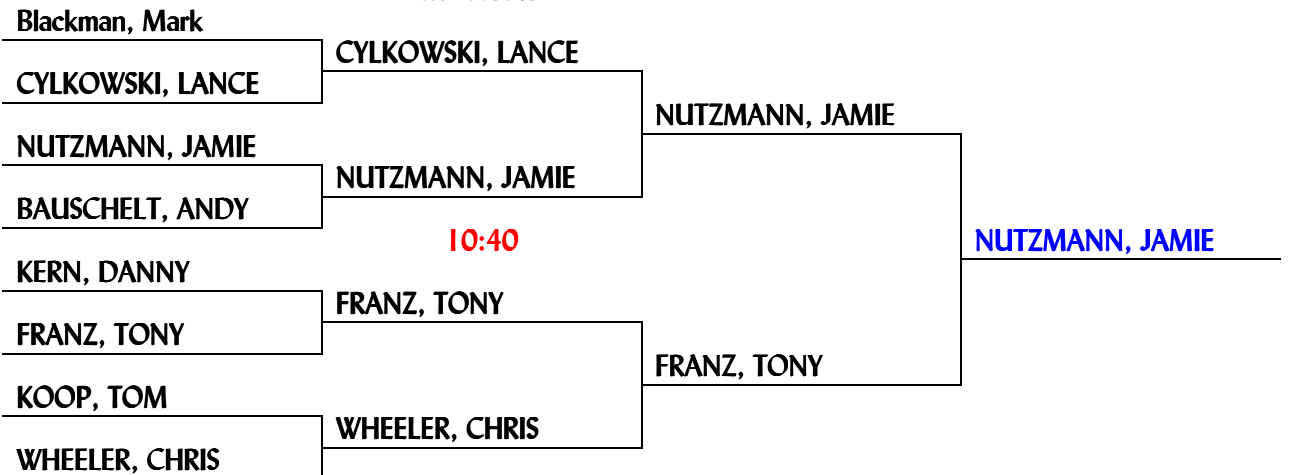 Blackman, Mark
CYLKOWSKI, LANCE
CYLKOWSKI, LANCE
NUTZMANN, JAMIE
NUTZMANN, JAMIE
NUTZMANN, JAMIE
BAUSCHELT, ANDY
10:40
NUTZMANN, JAMIE
KERN, DANNY
FRANZ, TONY
FRANZ, TONY
FRANZ, TONY
KOOP, TOM
WHEELER, CHRIS
WHEELER, CHRIS